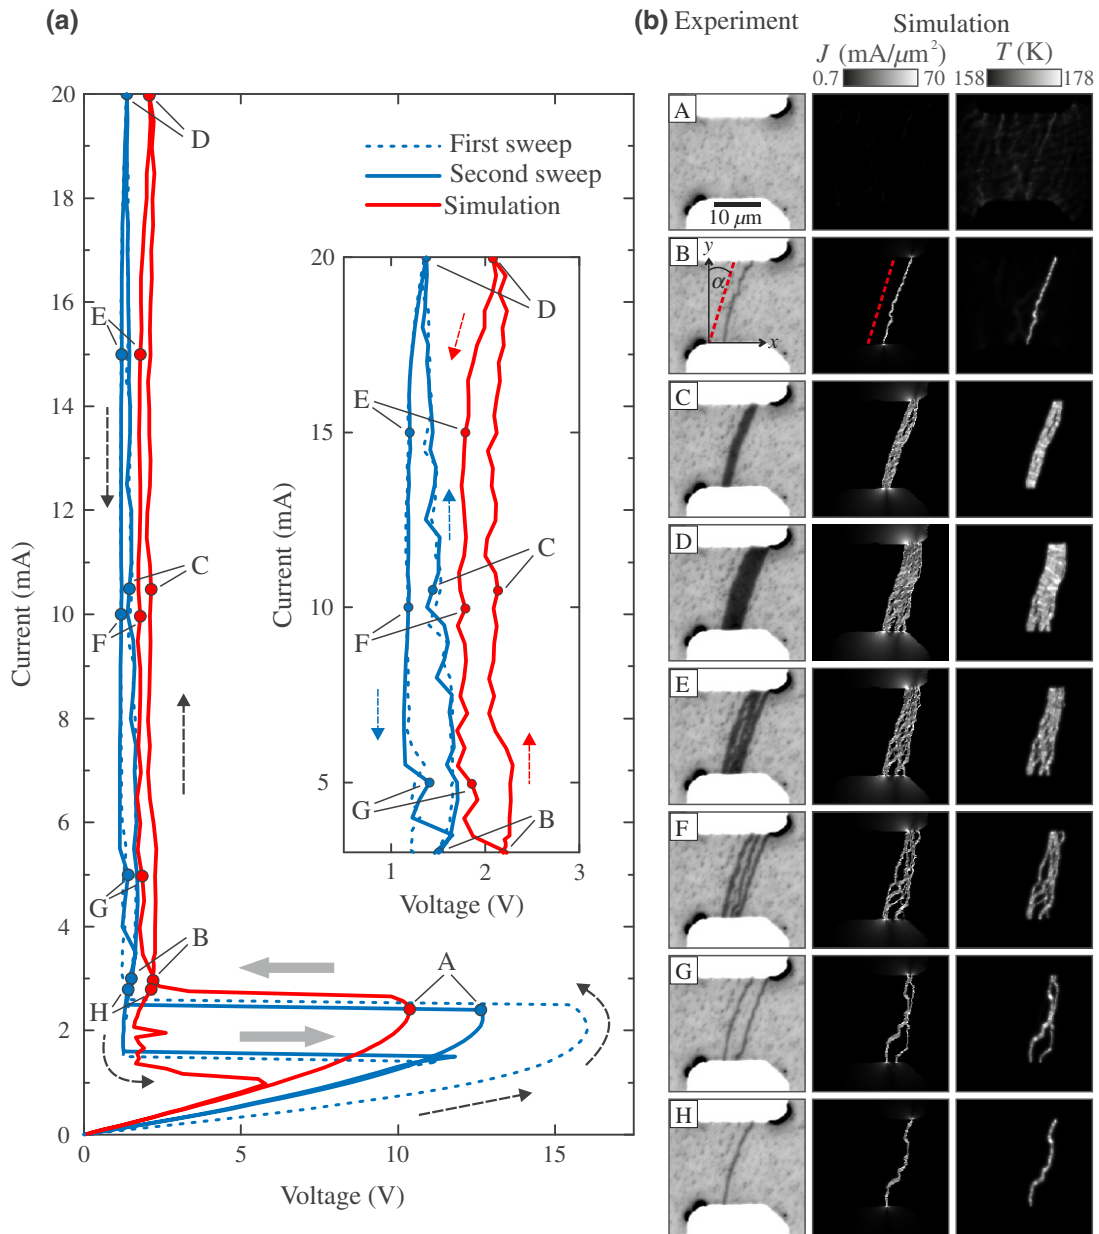 (a)
20
18
16
14
12
10
8
6
4
2
0
Current (mA)
0 5 10 15
Voltage (V)
D
First sweep
Second sweep
Simulation
E
C
F
G
B
H
A
20
15
10
5
Current (mA)
1 2 3
Voltage (V)
D
E
C
F
G
B
(b) Experiment Simulation
J (mA/μm²) T (K)
0.7 70 158 178
A
10 μm
B y α x
C
D
E
F
G
H